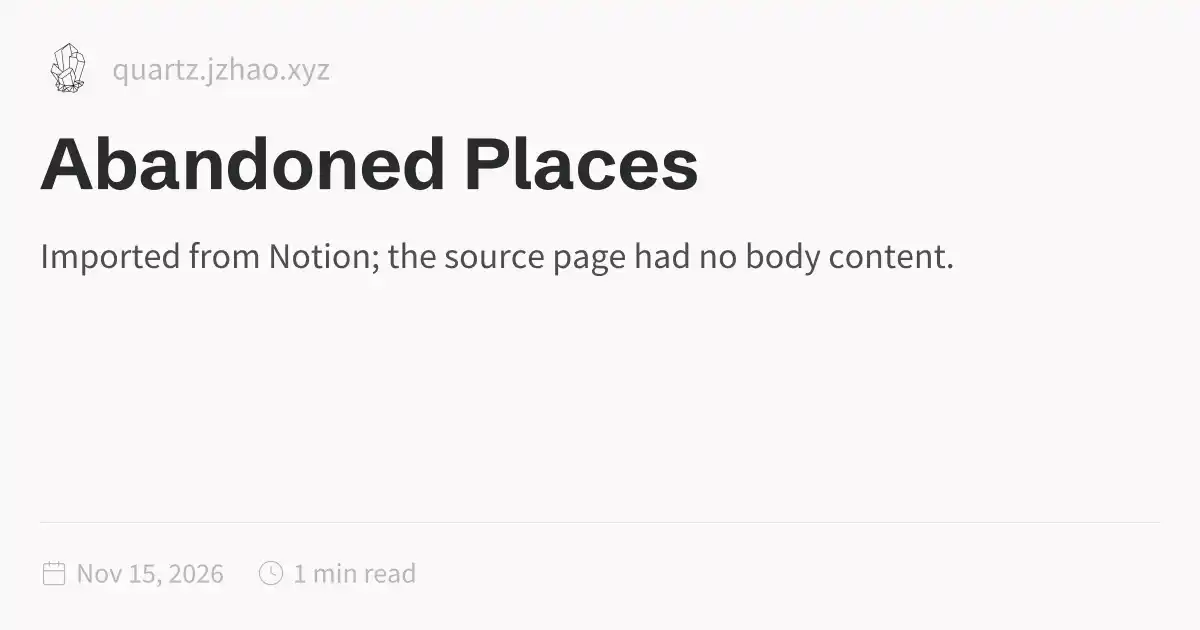 quartz.jzhao.xyz
Abandoned Places
Imported from Notion; the source page had no body content.
Nov 15, 2026 1 min read